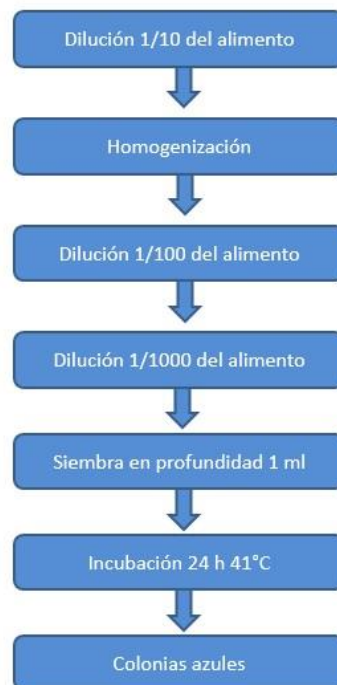 Dilución 1/10 del alimento
Homogenización
Dilución 1/100 del alimento
Dilución 1/1000 del alimento
Siembra en profundidad 1 ml
Incubación 24 h 41°C
Colonias azules